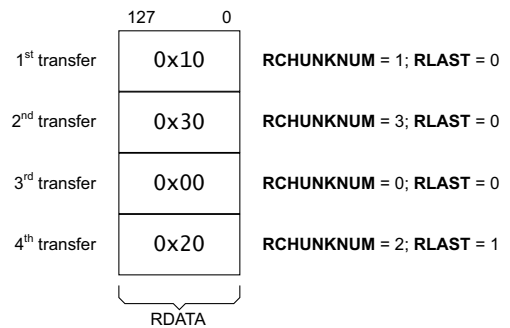 127 0
1st transfer 0x10 RCHUNKNUM = 1; RLAST = 0
2nd transfer 0x30 RCHUNKNUM = 3; RLAST = 0
3rd transfer 0x00 RCHUNKNUM = 0; RLAST = 0
4th transfer 0x20 RCHUNKNUM = 2; RLAST = 1
RDATA